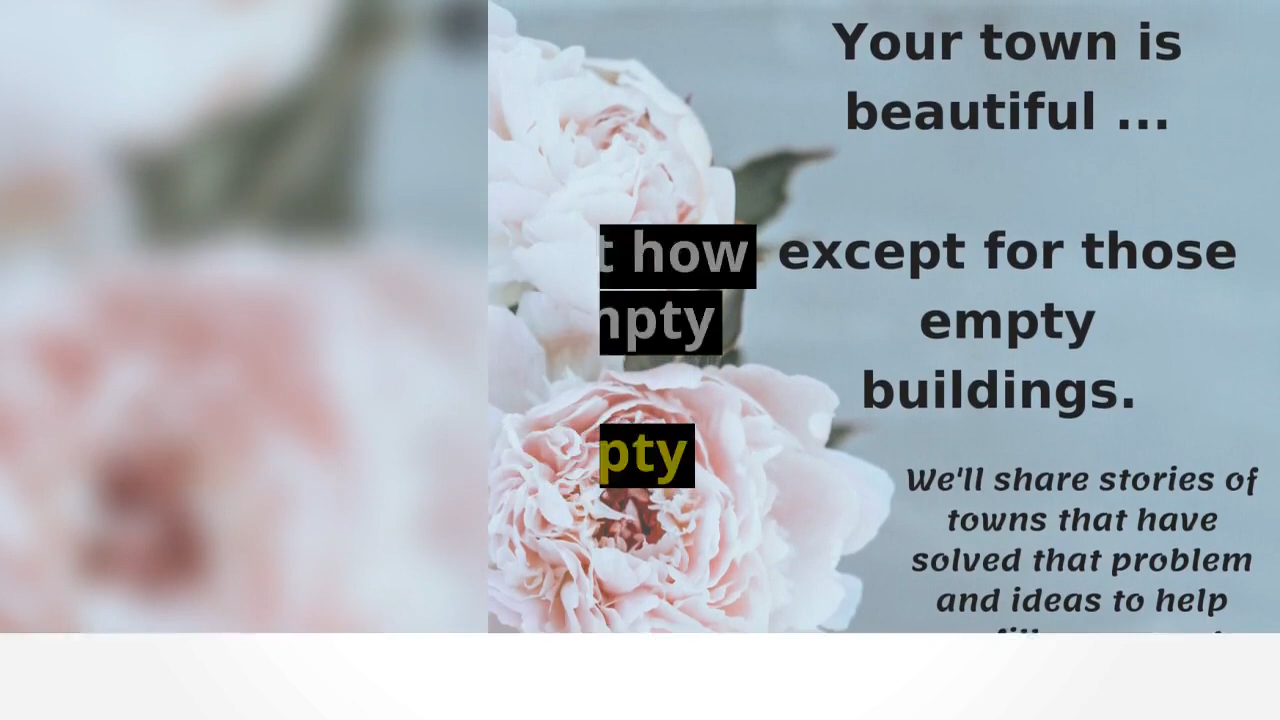 Your town is
beautiful ...
t how
except for those
pty
empty
buildings.
pty
We'll share stories of
towns that have
solved that problem
and ideas to help